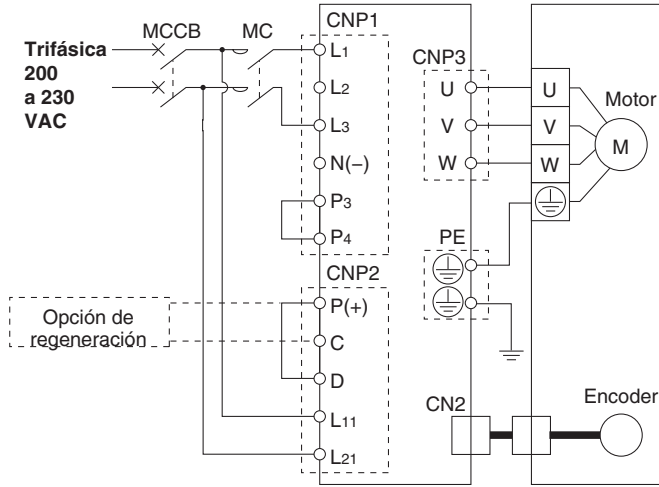 CNP1
MCCB
MC
Trifásica
200
a 230
VAC
L1
L2
L3
N(−)
P3
P4
CNP3
U
V
W
U
V
W
Motor
M
PE
CNP2
Opción de
regeneración
P(+)
C
D
L11
L21
CN2
Encoder